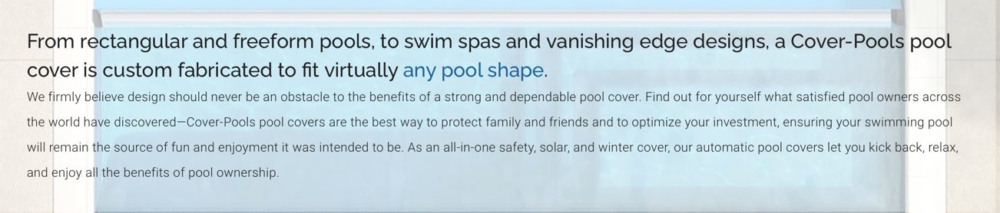 From rectangular and freeform pools, to swim spas and vanishing edge designs, a Cover-Pools pool
cover is custom fabricated to fit virtually any pool shape.
We firmly believe design should never be an obstacle to the benefits of a strong and dependable pool cover. Find out for yourself what satisfied pool owners across
the world have discovered—Cover-Pools pool covers are the best way to protect family and friends and to optimize your investment, ensuring your swimming pool
will remain the source of fun and enjoyment it was intended to be. As an all-in-one safety, solar, and winter cover, our automatic pool covers let you kick back, relax,
and enjoy all the benefits of pool ownership.